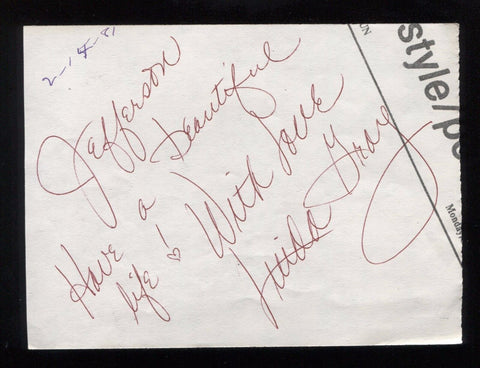 2-14-81
Jefferson
Have a beautiful
life! With Love
Linda Gray
style/p
Monday